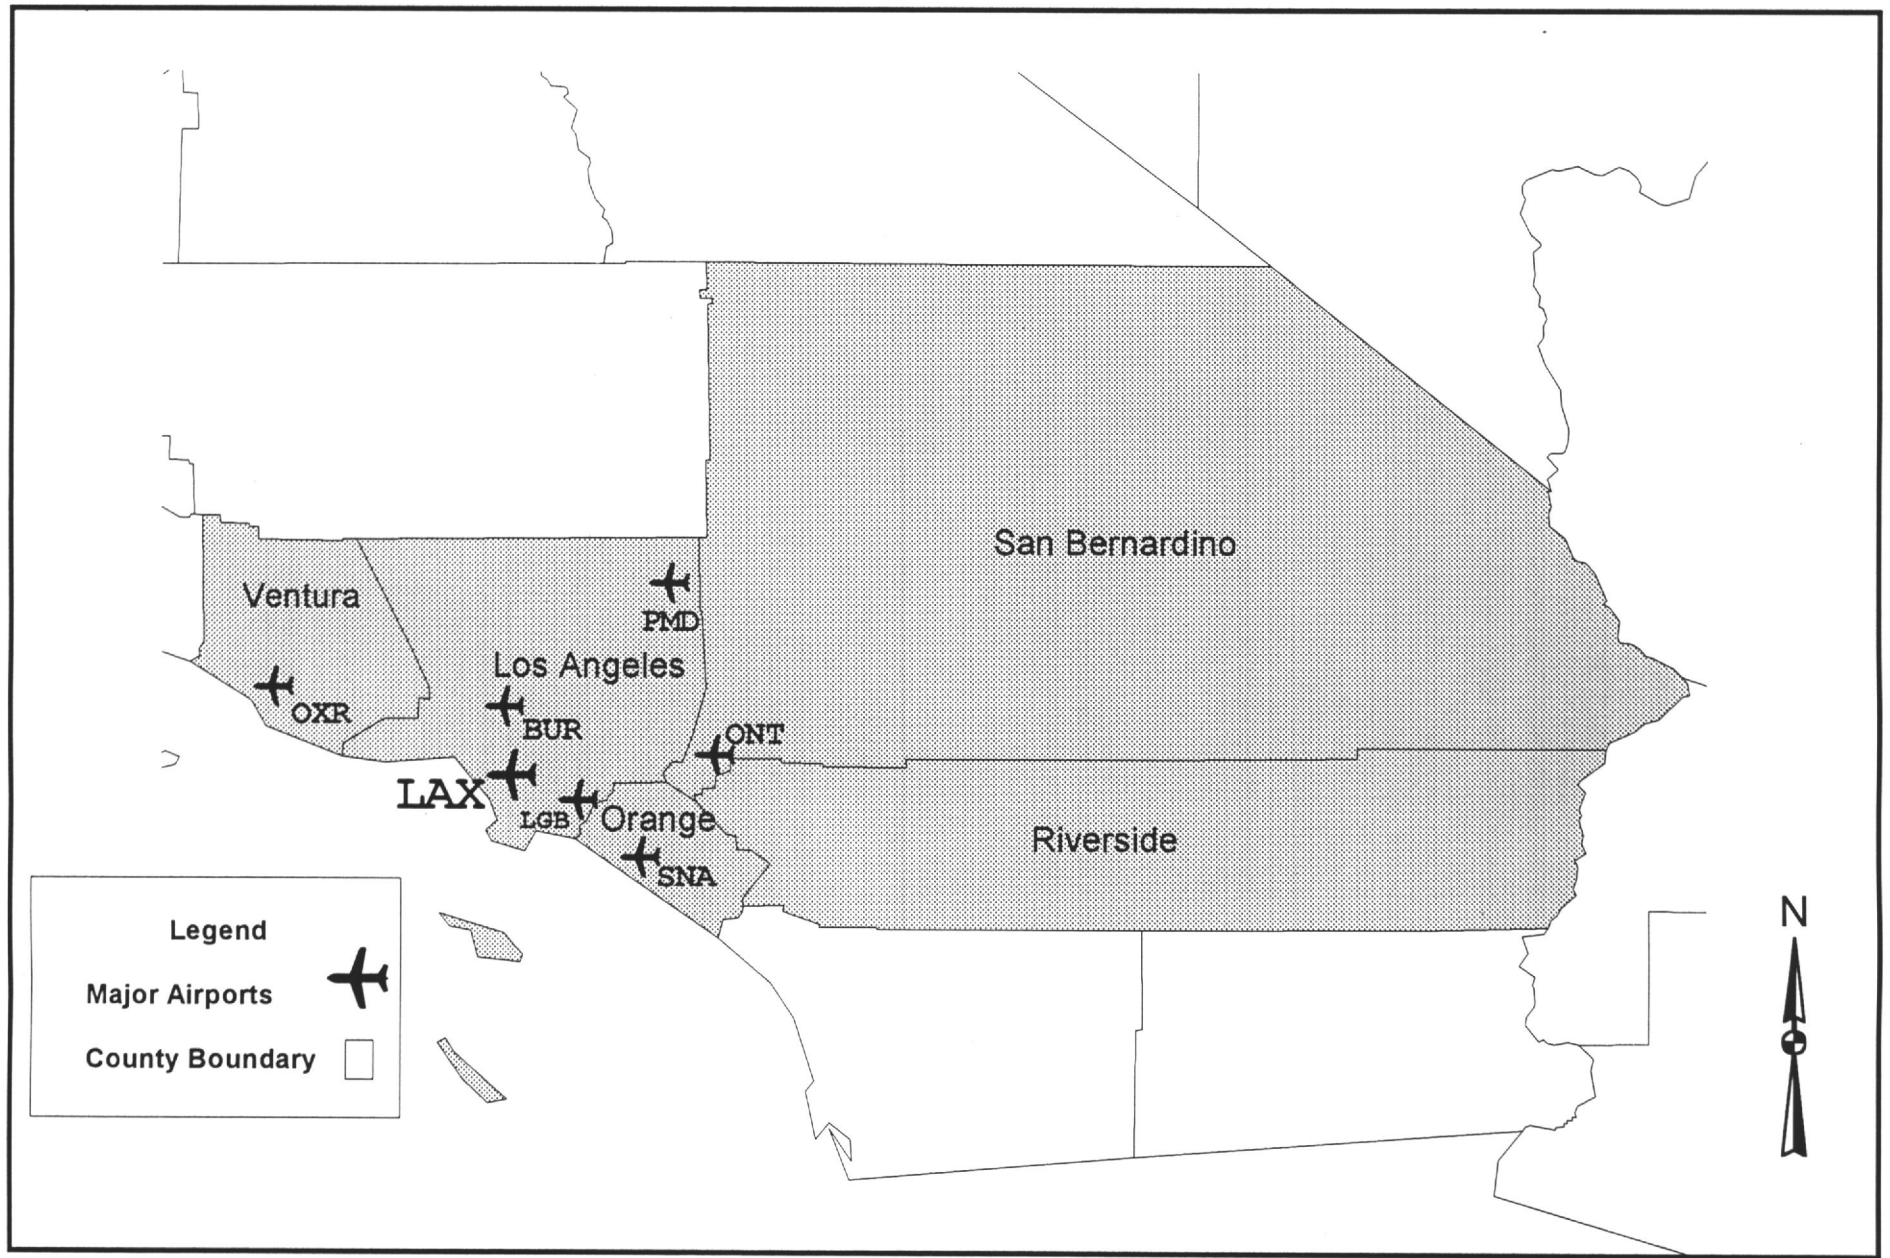 San Bernardino
Ventura
PMD
Los Angeles
OXR
BUR
ONT
LAX
LGB
Orange
SNA
Riverside
Legend
Major Airports
County Boundary
N